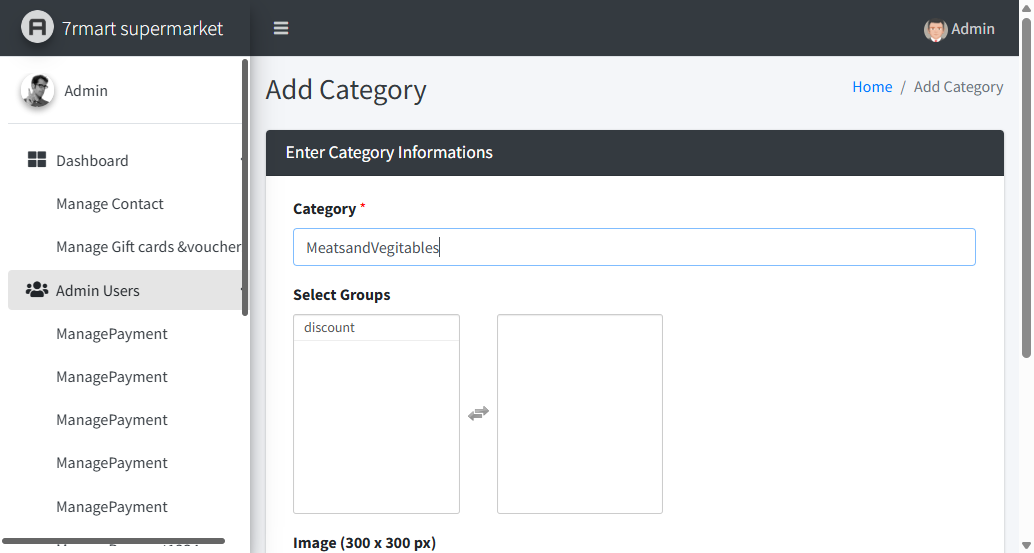 7rmart supermarket
Admin
Admin
Add Category
Home / Add Category
Dashboard
Manage Contact
Manage Gift cards &voucher
Admin Users
ManagePayment
ManagePayment
ManagePayment
ManagePayment
ManagePayment
Enter Category Informations
Category *
MeatsandVegitables
Select Groups
discount
Image (300 x 300 px)